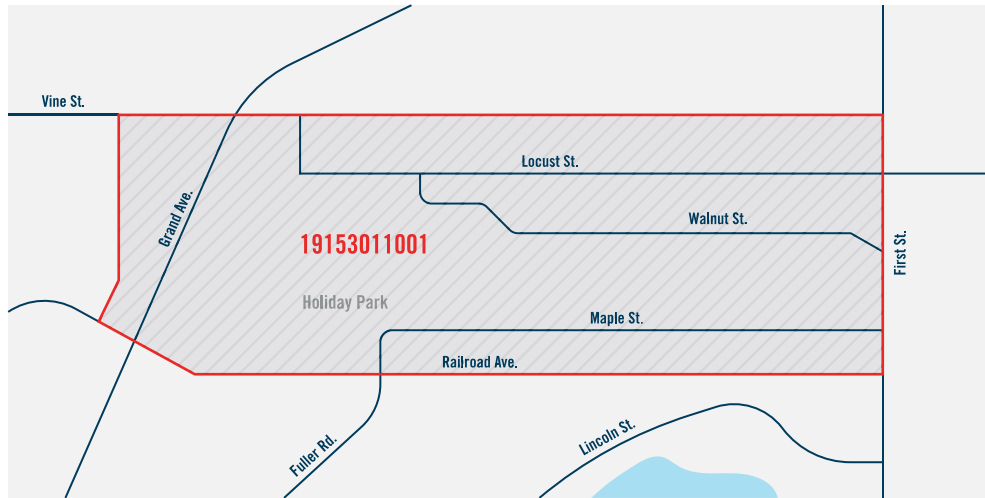 Vine St.
Locust St.
Grand Ave.
Walnut St.
First St.
19153011001
Holiday Park
Maple St.
Railroad Ave.
Lincoln St.
Fuller Rd.